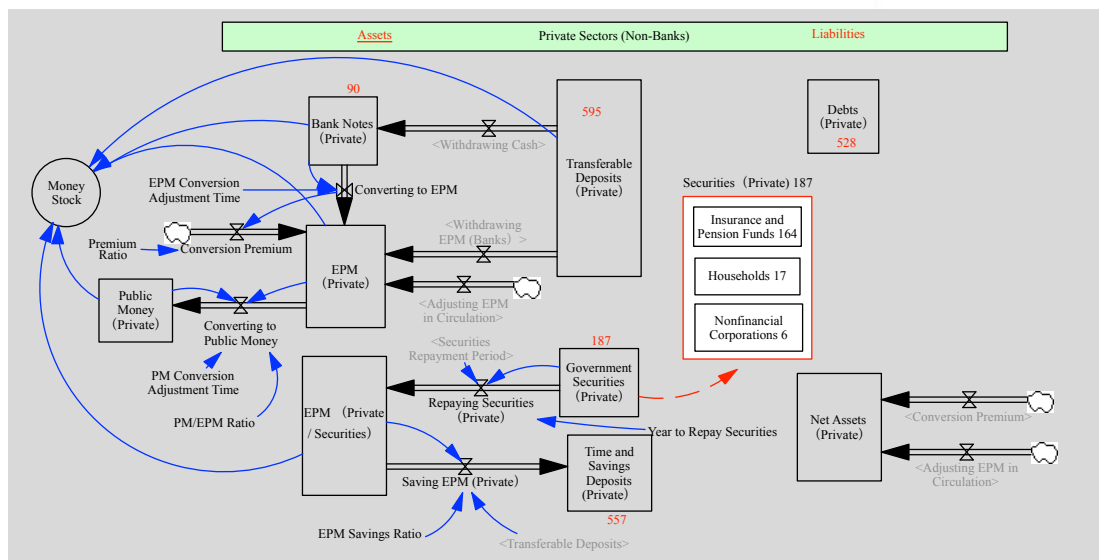 Assets
Private Sectors (Non-Banks)
Liabilities
90
Bank Notes
(Private)
<Withdrawing Cash>
595
Transferable
Deposits
(Private)
Debts
(Private)
528
Money
Stock
EPM Conversion
Adjustment Time
Converting to EPM
Securities (Private) 187
Insurance and
Pension Funds 164
Households 17
Nonfinancial
Corporations 6
Premium
Ratio
Conversion Premium
<Withdrawing
EPM (Banks) >
EPM
(Private)
<Adjusting EPM
in Circulation>
Public
Money
(Private)
Converting to
Public Money
PM Conversion
Adjustment Time
PM/EPM Ratio
<Securities
Repayment Period>
187
Government
Securities
(Private)
Repaying Securities
(Private)
Year to Repay Securities
EPM (Private
/ Securities)
Time and
Savings
Deposits
(Private)
557
Saving EPM (Private)
EPM Savings Ratio
<Transferable Deposits>
Net Assets
(Private)
<Conversion Premium>
<Adjusting EPM in
Circulation>